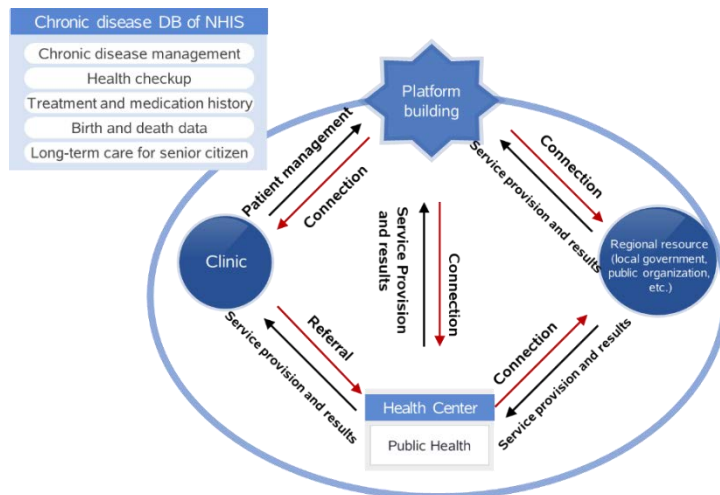 Chronic disease DB of NHIS
Chronic disease management
Health checkup
Treatment and medication history
Birth and death data
Long-term care for senior citizen
Platform
building
Patient management
Connection
Connection
Service provision and results
Service Provision
and results
Connection
Clinic
Regional resource
(local government,
public organization,
etc.)
Referral
Service provision and results
Connection
Service provision and results
Health Center
Public Health